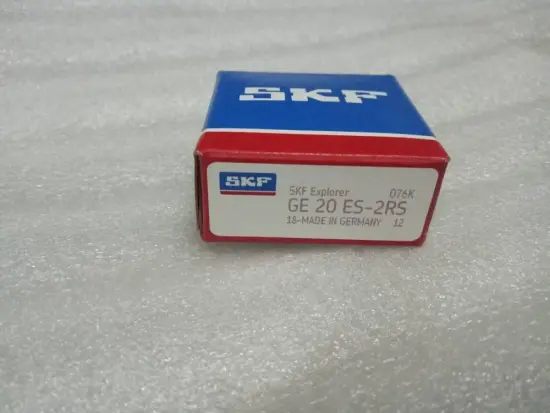 SKF
SKF
SKF Explorer 076K
GE 20 ES-2RS
18-MADE IN GERMANY 12